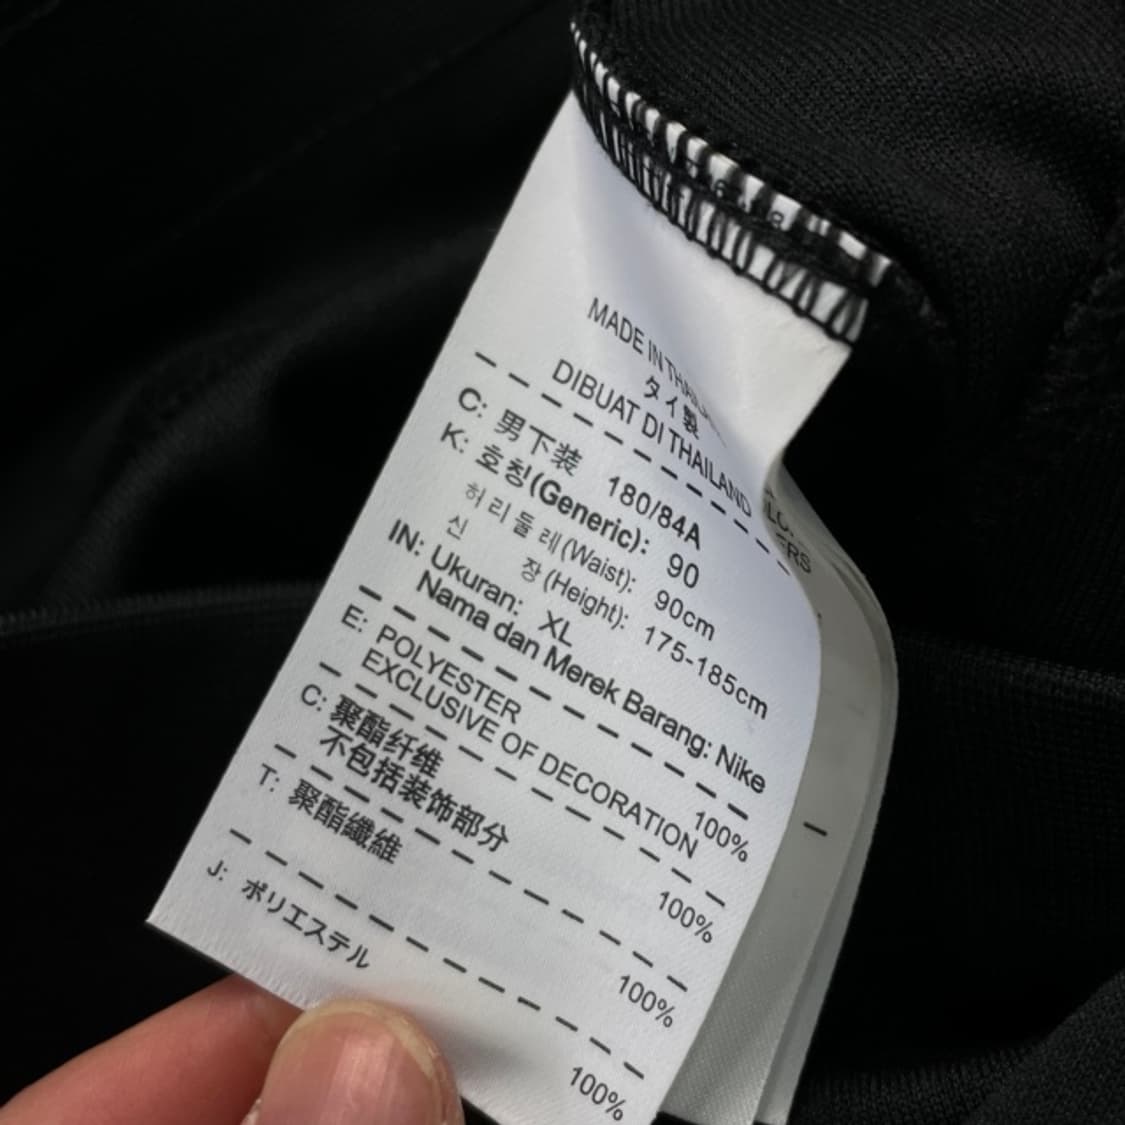 MADE IN THAILAND
タイ製
DIBUAT DI THAILAND
C: 男下装 180/84A
K: 호칭(Generic): 90
허리둘레(Waist): 90cm
신 장(Height): 175-185cm
IN: Ukuran: XL
Nama dan Merek Barang: Nike
E: POLYESTER 100%
EXCLUSIVE OF DECORATION
C: 聚酯纤维 100%
不包括装饰部分
T: 聚酯纖維 100%
J: ポリエステル 100%